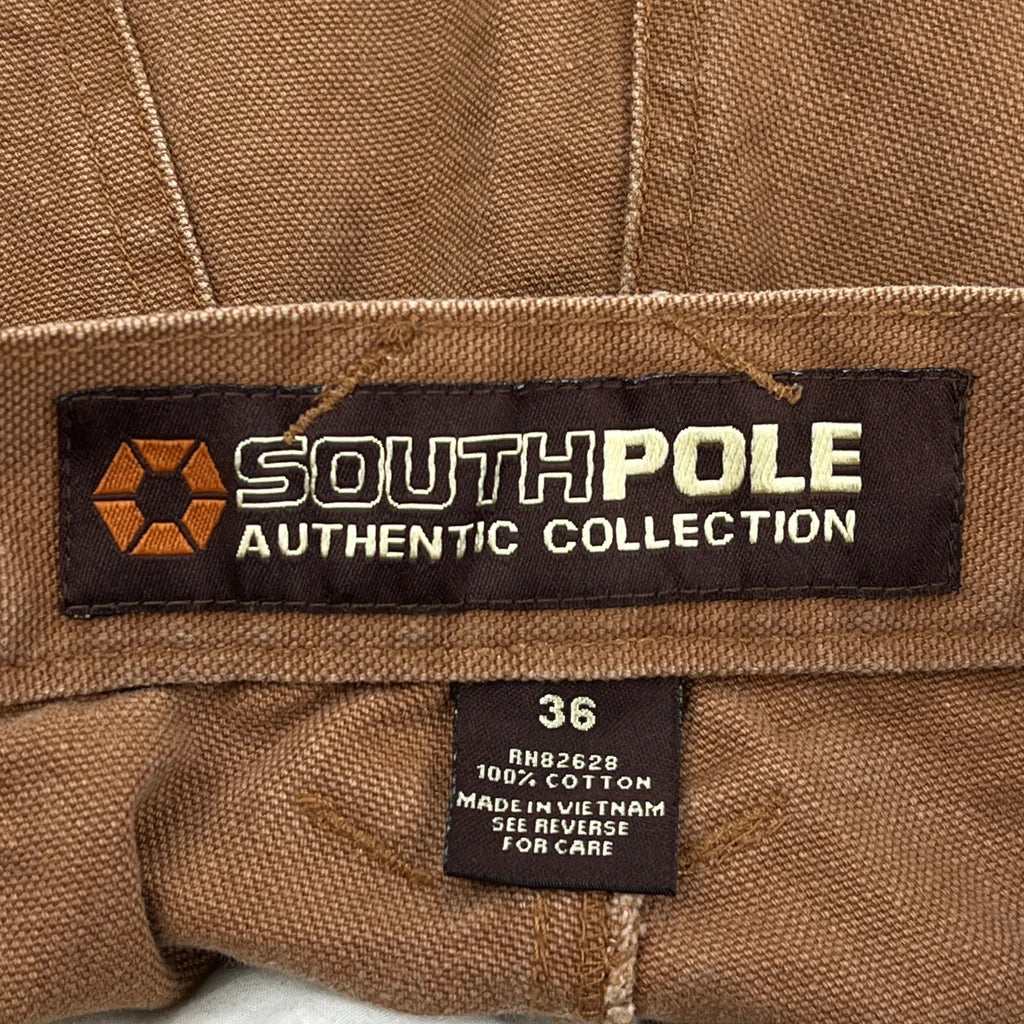 SOUTHPOLE
AUTHENTIC COLLECTION
36
RN82628
100% COTTON
MADE IN VIETNAM
SEE REVERSE
FOR CARE